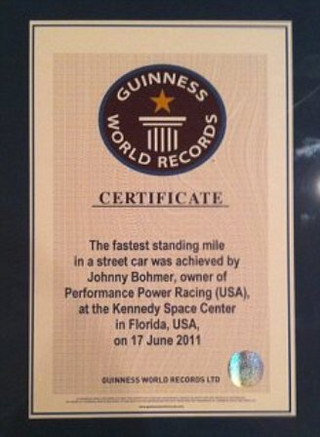 GUINNESS
WORLD RECORDS
CERTIFICATE
The fastest standing mile
in a street car was achieved by
Johnny Bohmer, owner of
Performance Power Racing (USA),
at the Kennedy Space Center
in Florida, USA,
on 17 June 2011
GUINNESS WORLD RECORDS LTD